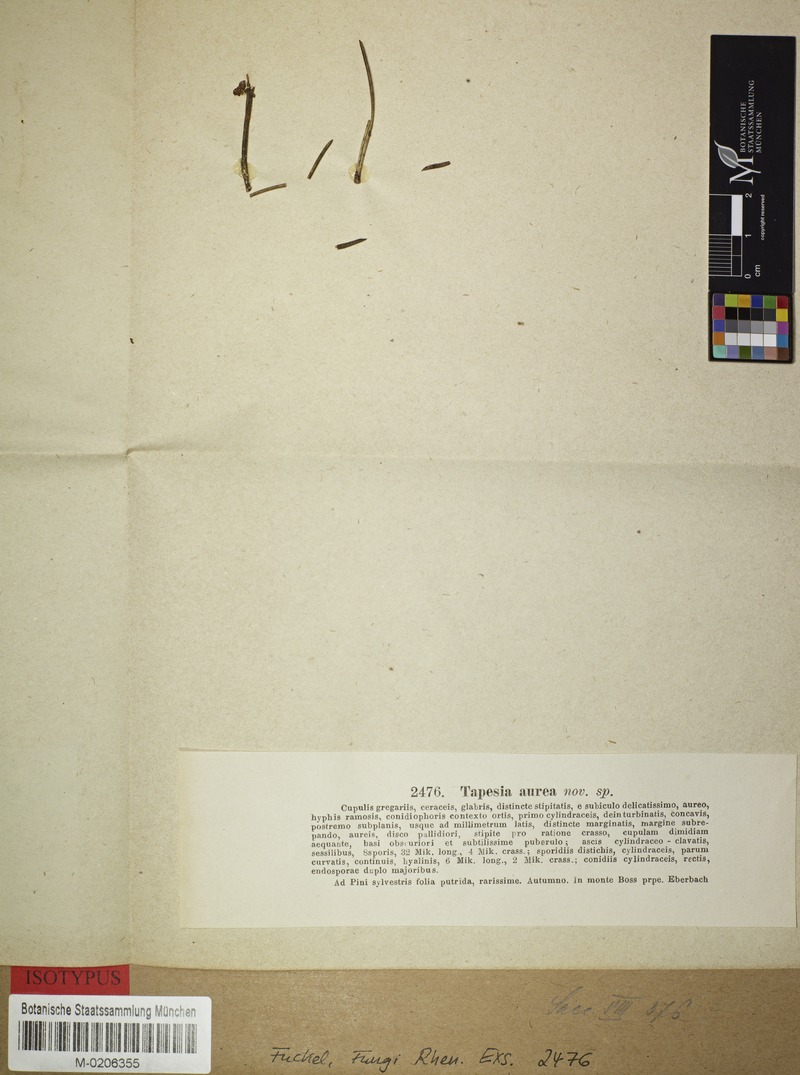 BOTANISCHE
STAATSSAMMLUNG
MÜNCHEN
copyright reserved
0 1 2
cm
2476. Tapesia aurea nov. sp.
Cupulis gregariis, ceraceis, glabris, distincte stipitatis, e subiculo delicatissimo, aureo,
hyphis ramosis, conidiophoris contexto ortis, primo cylindraceis, dein turbinatis, concavis,
postremo subplanis, usque ad millimetrum latis, distincte marginatis, margine subre-
pando, aureis, disco pallidiori, stipite pro ratione crasso, cupulam dimidiam
aequante, basi obscuriori et subtilissime puberulo; ascis cylindraceo-clavatis,
sessilibus, 8sporis, 32 Mik. long., 4 Mik. crass.; sporidiis distichis, cylindraceis, parum
curvatis, continuis, hyalinis, 6 Mik. long., 2 Mik. crass.; conidiis cylindraceis, rectis,
endosporae duplo majoribus.
Ad Pini sylvestris folia putrida, rarissime. Autumno. in monte Boss prpe. Eberbach
ISOTYPUS
Botanische Staatssammlung München
M-0206355
Sacc. VIII 376
Fuckel, Fungi Rhen. Exs. 2476